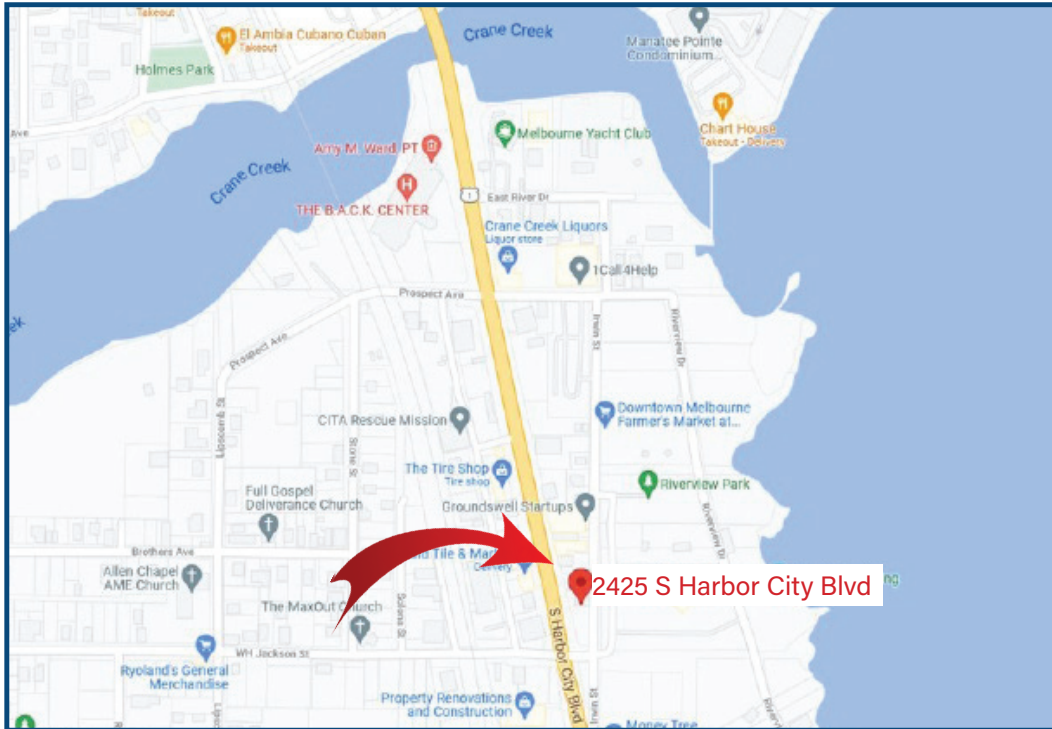 Takeout
El Ambia Cubano Cuban
Takeout
Crane Creek
Manatee Pointe
Condominium...
Holmes Park
Ave
Chart House
Takeout - Delivery
Melbourne Yacht Club
Amy M. Ward, PT
Crane Creek
THE B.A.C.K. CENTER
1
East River Dr
Crane Creek Liquors
Liquor store
1Call4Help
Prospect Ave
Irwin St
Riverview Dr
ek
Prospect Ave
Lipscomb St
Stone St
CITA Rescue Mission
Downtown Melbourne
Farmer's Market at...
The Tire Shop
Tire shop
Riverview Park
Full Gospel
Deliverance Church
Groundswell Startups
Riverview Dr
Brothers Ave
Tile & Ma
Delivery
Allen Chapel
AME Church
2425 S Harbor City Blvd
ng
The MaxOut Church
Solome St
S Harbor City Blvd
WH Jackson St
Ryoland's General
Merchandise
Property Renovations
and Construction
Irwin St
Money Tree
Riverview